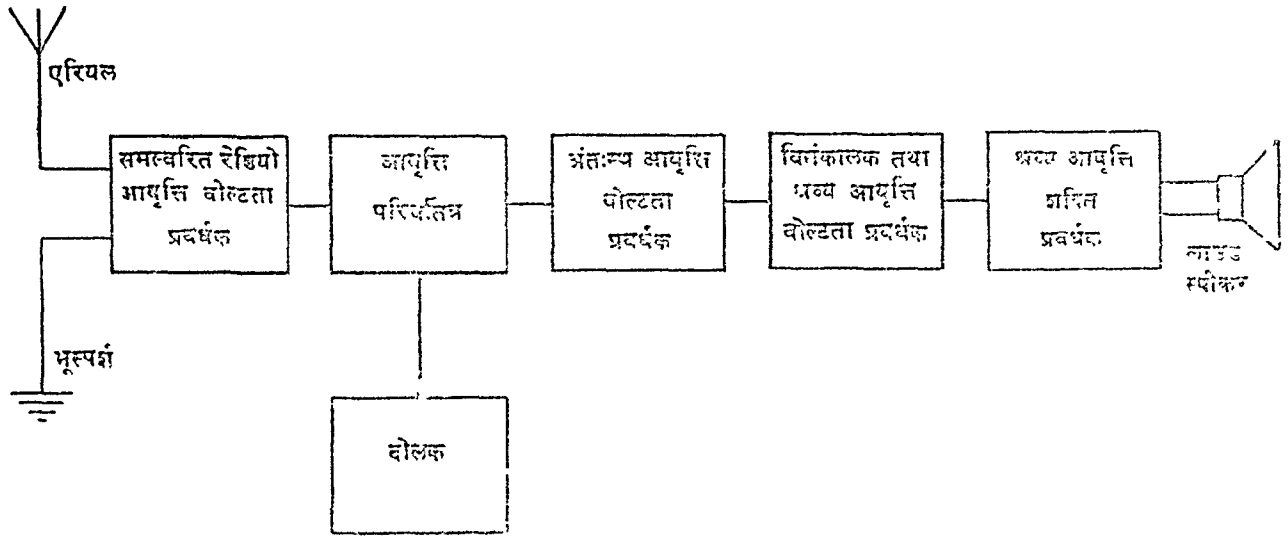 एरियल
समस्वरित रेडियो
आवृत्ति वोल्टता
प्रवर्धक
आवृत्ति
परिवर्तित्र
अंतःस्थ आवृत्ति
वोल्टता
प्रवर्धक
तथा
श्रव्य आवृत्ति
वोल्टता प्रवर्धक
श्रव्य आवृत्ति
शक्ति
प्रवर्धक
लाउड
स्पीकर
भूस्पर्श
दोलक